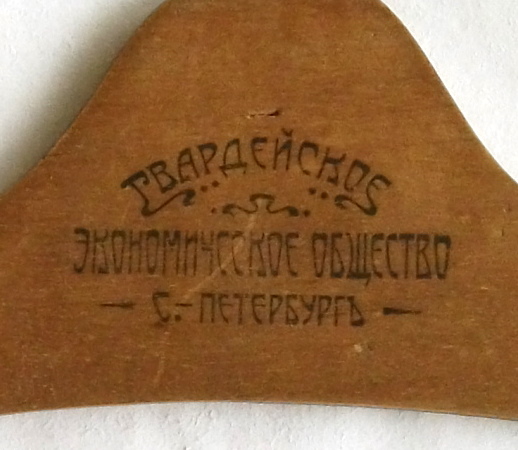 ГВАРДЕЙСКОЕ
ЭКОНОМИЧЕСКОЕ ОБЩЕСТВО
С.-ПЕТЕРБУРГЪ